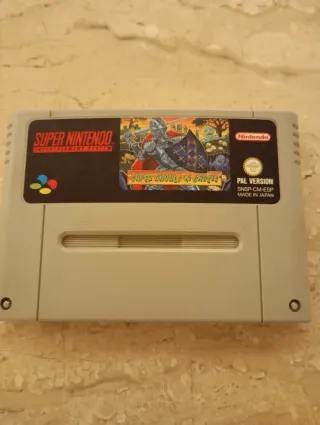 SUPER NINTENDO
ENTERTAINMENT SYSTEM
SUPER GHOULS 'N GHOSTS
Nintendo
PAL VERSION
SNSP-CM-ESP
MADE IN JAPAN